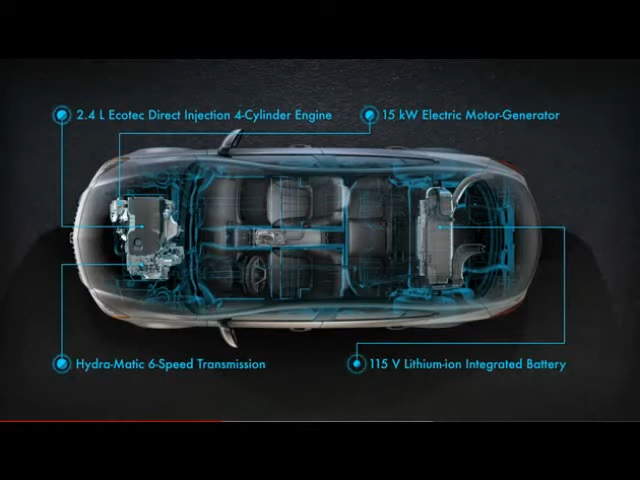 2.4 L Ecotec Direct Injection 4-Cylinder Engine
15 kW Electric Motor-Generator
Hydra-Matic 6-Speed Transmission
115 V Lithium-ion Integrated Battery